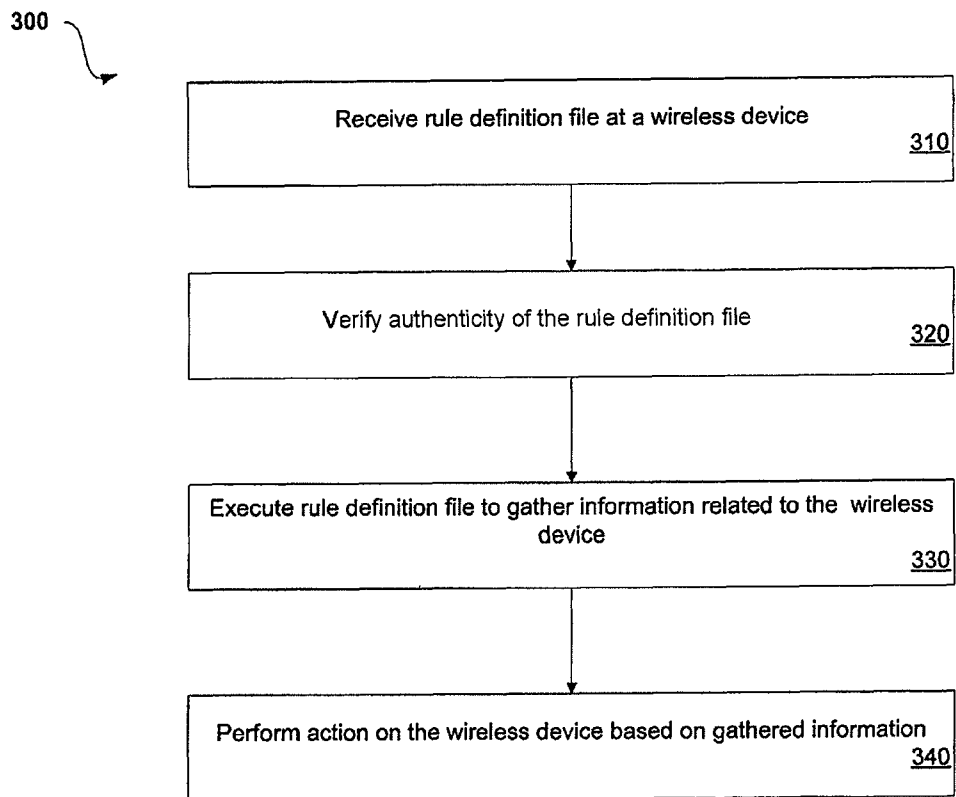 300
Receive rule definition file at a wireless device
310
Verify authenticity of the rule definition file
320
Execute rule definition file to gather information related to the wireless
device
330
Perform action on the wireless device based on gathered information
340